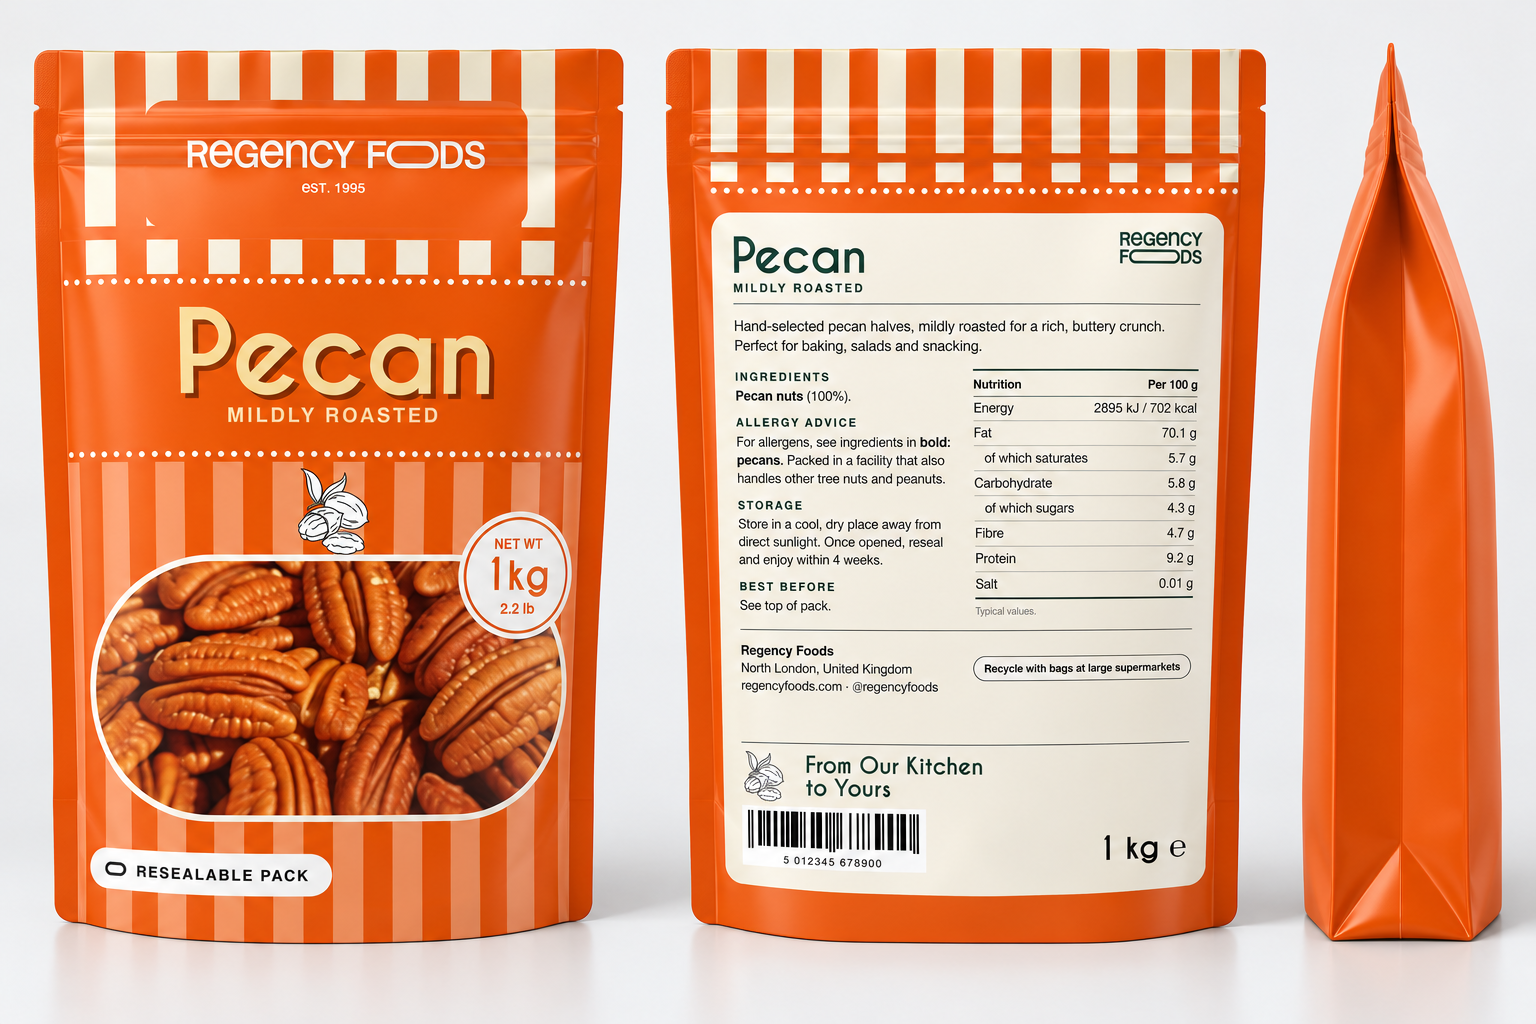 REGENCY FOODS
EST. 1995
Pecan
MILDLY ROASTED
NET WT
1kg
2.2 lb
RESEALABLE PACK
Pecan
MILDLY ROASTED
REGENCY
FOODS
Hand-selected pecan halves, mildly roasted for a rich, buttery crunch.
Perfect for baking, salads and snacking.
INGREDIENTS
Pecan nuts (100%).
ALLERGY ADVICE
For allergens, see ingredients in bold:
pecans. Packed in a facility that also
handles other tree nuts and peanuts.
STORAGE
Store in a cool, dry place away from
direct sunlight. Once opened, reseal
and enjoy within 4 weeks.
BEST BEFORE
See top of pack.
Nutrition Per 100 g
Energy 2895 kJ / 702 kcal
Fat 70.1 g
of which saturates 5.7 g
Carbohydrate 5.8 g
of which sugars 4.3 g
Fibre 4.7 g
Protein 9.2 g
Salt 0.01 g
Typical values.
Regency Foods
North London, United Kingdom
regencyfoods.com · @regencyfoods
Recycle with bags at large supermarkets
From Our Kitchen
to Yours
5 012345 678900
1 kg ℮